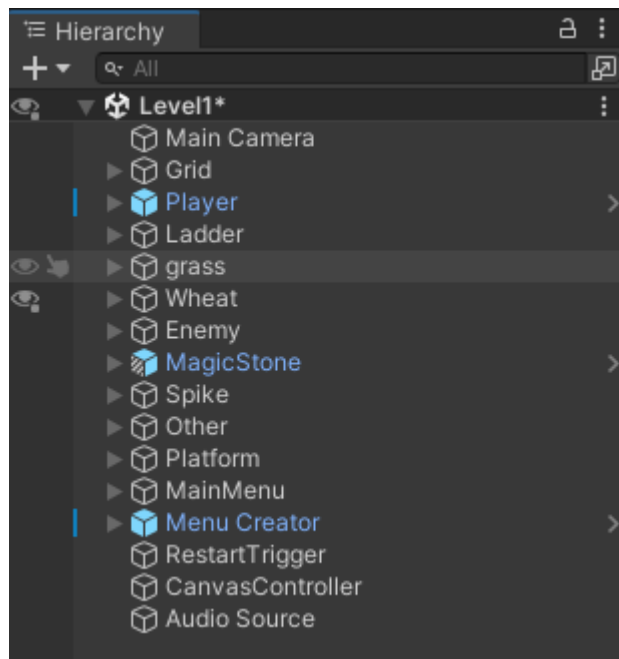 Hierarchy
All
Level1*
Main Camera
Grid
Player
Ladder
grass
Wheat
Enemy
MagicStone
Spike
Other
Platform
MainMenu
Menu Creator
RestartTrigger
CanvasController
Audio Source